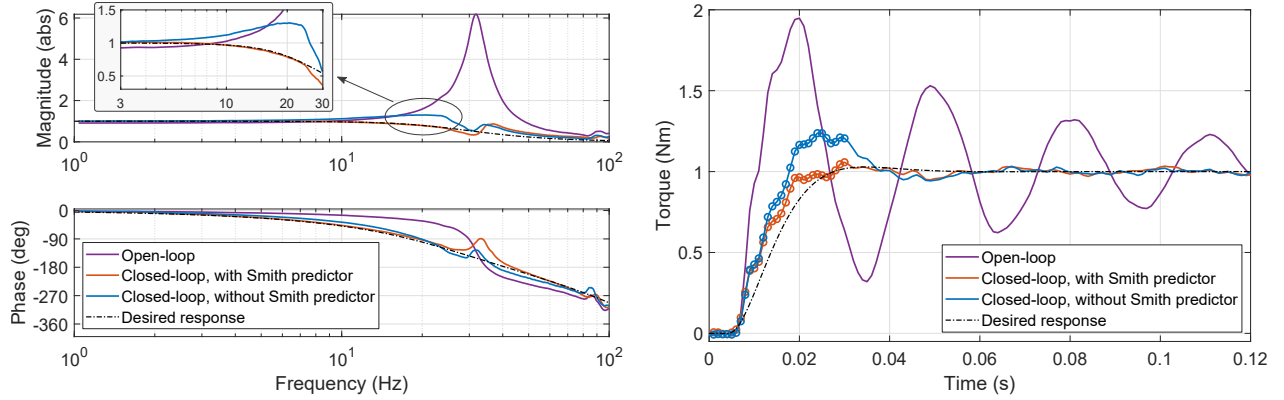 Magnitude (abs)
6
4
2
1
0
1.5
1
0.5
3
10
20
30
10^0
10^1
10^2
Phase (deg)
0
-90
-180
-270
-360
Open-loop
Closed-loop, with Smith predictor
Closed-loop, without Smith predictor
Desired response
10^0
10^1
10^2
Frequency (Hz)
Torque (Nm)
2
1.5
1
0.5
0
Open-loop
Closed-loop, with Smith predictor
Closed-loop, without Smith predictor
Desired response
0
0.02
0.04
0.06
0.08
0.1
0.12
Time (s)